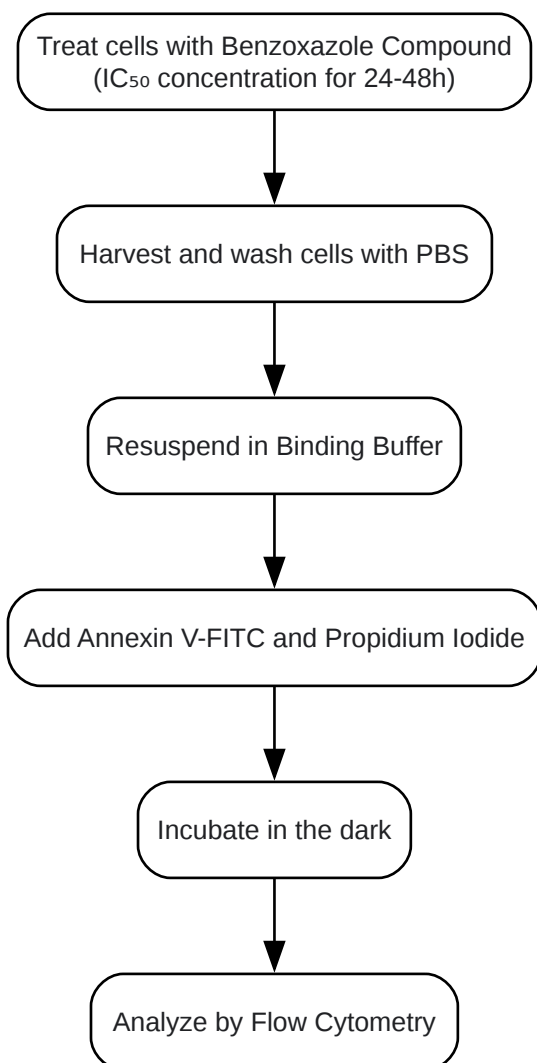 Treat cells with Benzoxazole Compound
(IC₅₀ concentration for 24-48h)
Harvest and wash cells with PBS
Resuspend in Binding Buffer
Add Annexin V-FITC and Propidium Iodide
Incubate in the dark
Analyze by Flow Cytometry